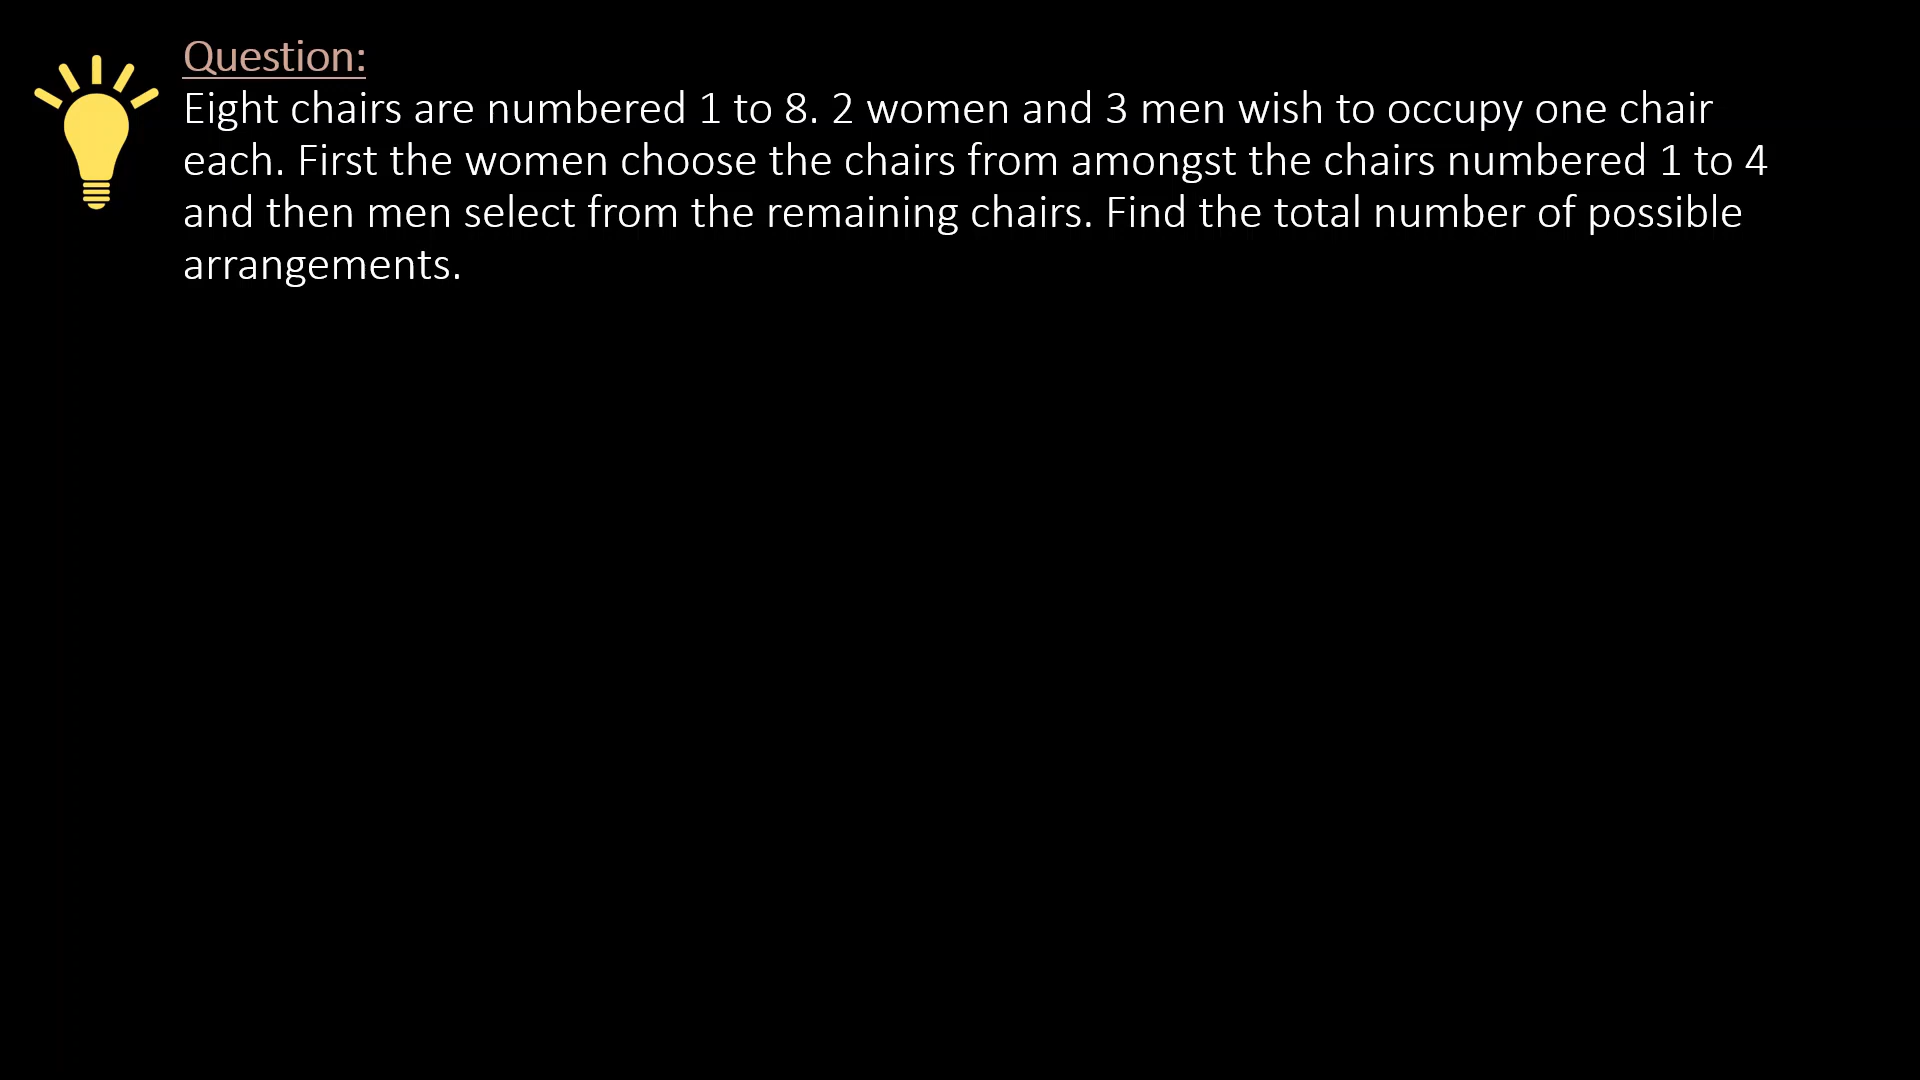 Question:
Eight chairs are numbered 1 to 8. 2 women and 3 men wish to occupy one chair
each. First the women choose the chairs from amongst the chairs numbered 1 to 4
and then men select from the remaining chairs. Find the total number of possible
arrangements.